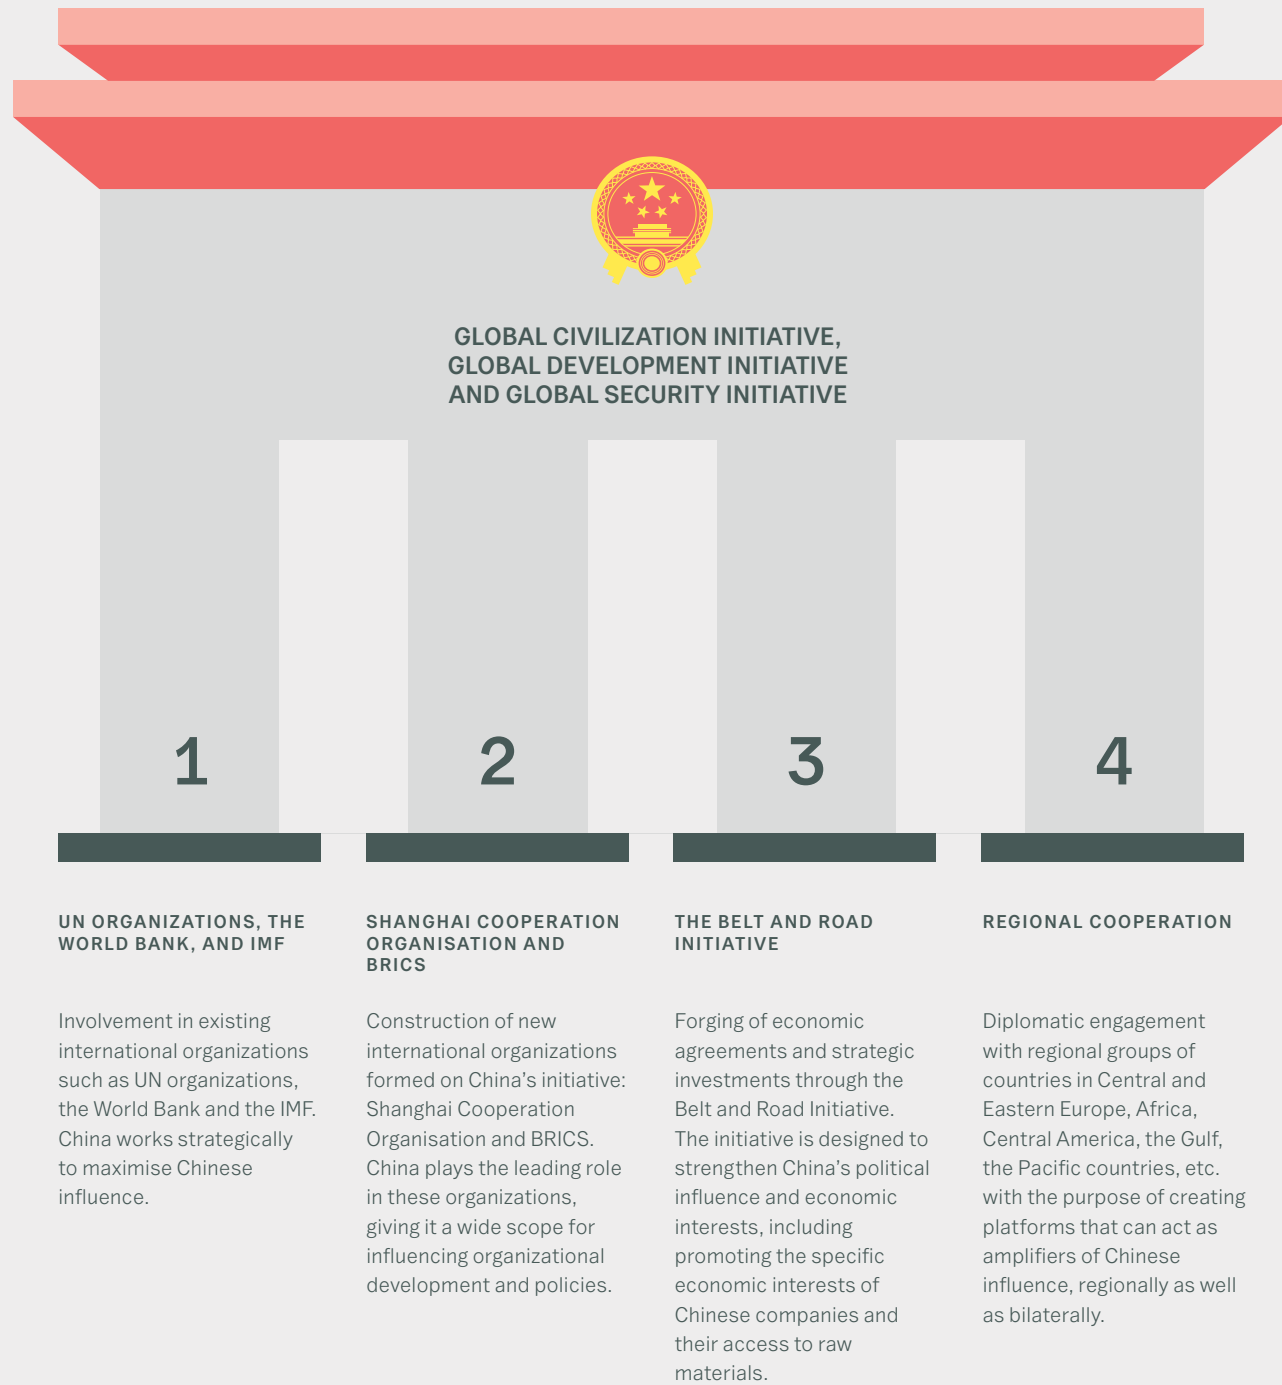 GLOBAL CIVILIZATION INITIATIVE,
GLOBAL DEVELOPMENT INITIATIVE
AND GLOBAL SECURITY INITIATIVE
1
2
3
4
UN ORGANIZATIONS, THE
WORLD BANK, AND IMF
Involvement in existing
international organizations
such as UN organizations,
the World Bank and the IMF.
China works strategically
to maximise Chinese
influence.
SHANGHAI COOPERATION
ORGANISATION AND
BRICS
Construction of new
international organizations
formed on China’s initiative:
Shanghai Cooperation
Organisation and BRICS.
China plays the leading role
in these organizations,
giving it a wide scope for
influencing organizational
development and policies.
THE BELT AND ROAD
INITIATIVE
Forging of economic
agreements and strategic
investments through the
Belt and Road Initiative.
The initiative is designed to
strengthen China’s political
influence and economic
interests, including
promoting the specific
economic interests of
Chinese companies and
their access to raw
materials.
REGIONAL COOPERATION
Diplomatic engagement
with regional groups of
countries in Central and
Eastern Europe, Africa,
Central America, the Gulf,
the Pacific countries, etc.
with the purpose of creating
platforms that can act as
amplifiers of Chinese
influence, regionally as well
as bilaterally.